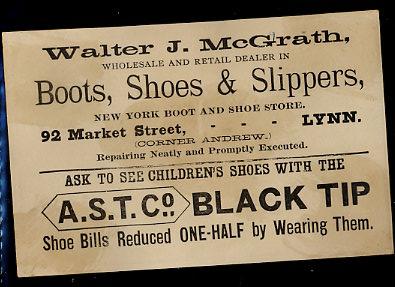 Walter J. McGrath,
WHOLESALE AND RETAIL DEALER IN
Boots, Shoes & Slippers,
NEW YORK BOOT AND SHOE STORE.
92 Market Street, - - - LYNN.
(CORNER ANDREW.)
Repairing Neatly and Promptly Executed.
ASK TO SEE CHILDREN'S SHOES WITH THE
A.S.T. Co. BLACK TIP
Shoe Bills Reduced ONE-HALF by Wearing Them.